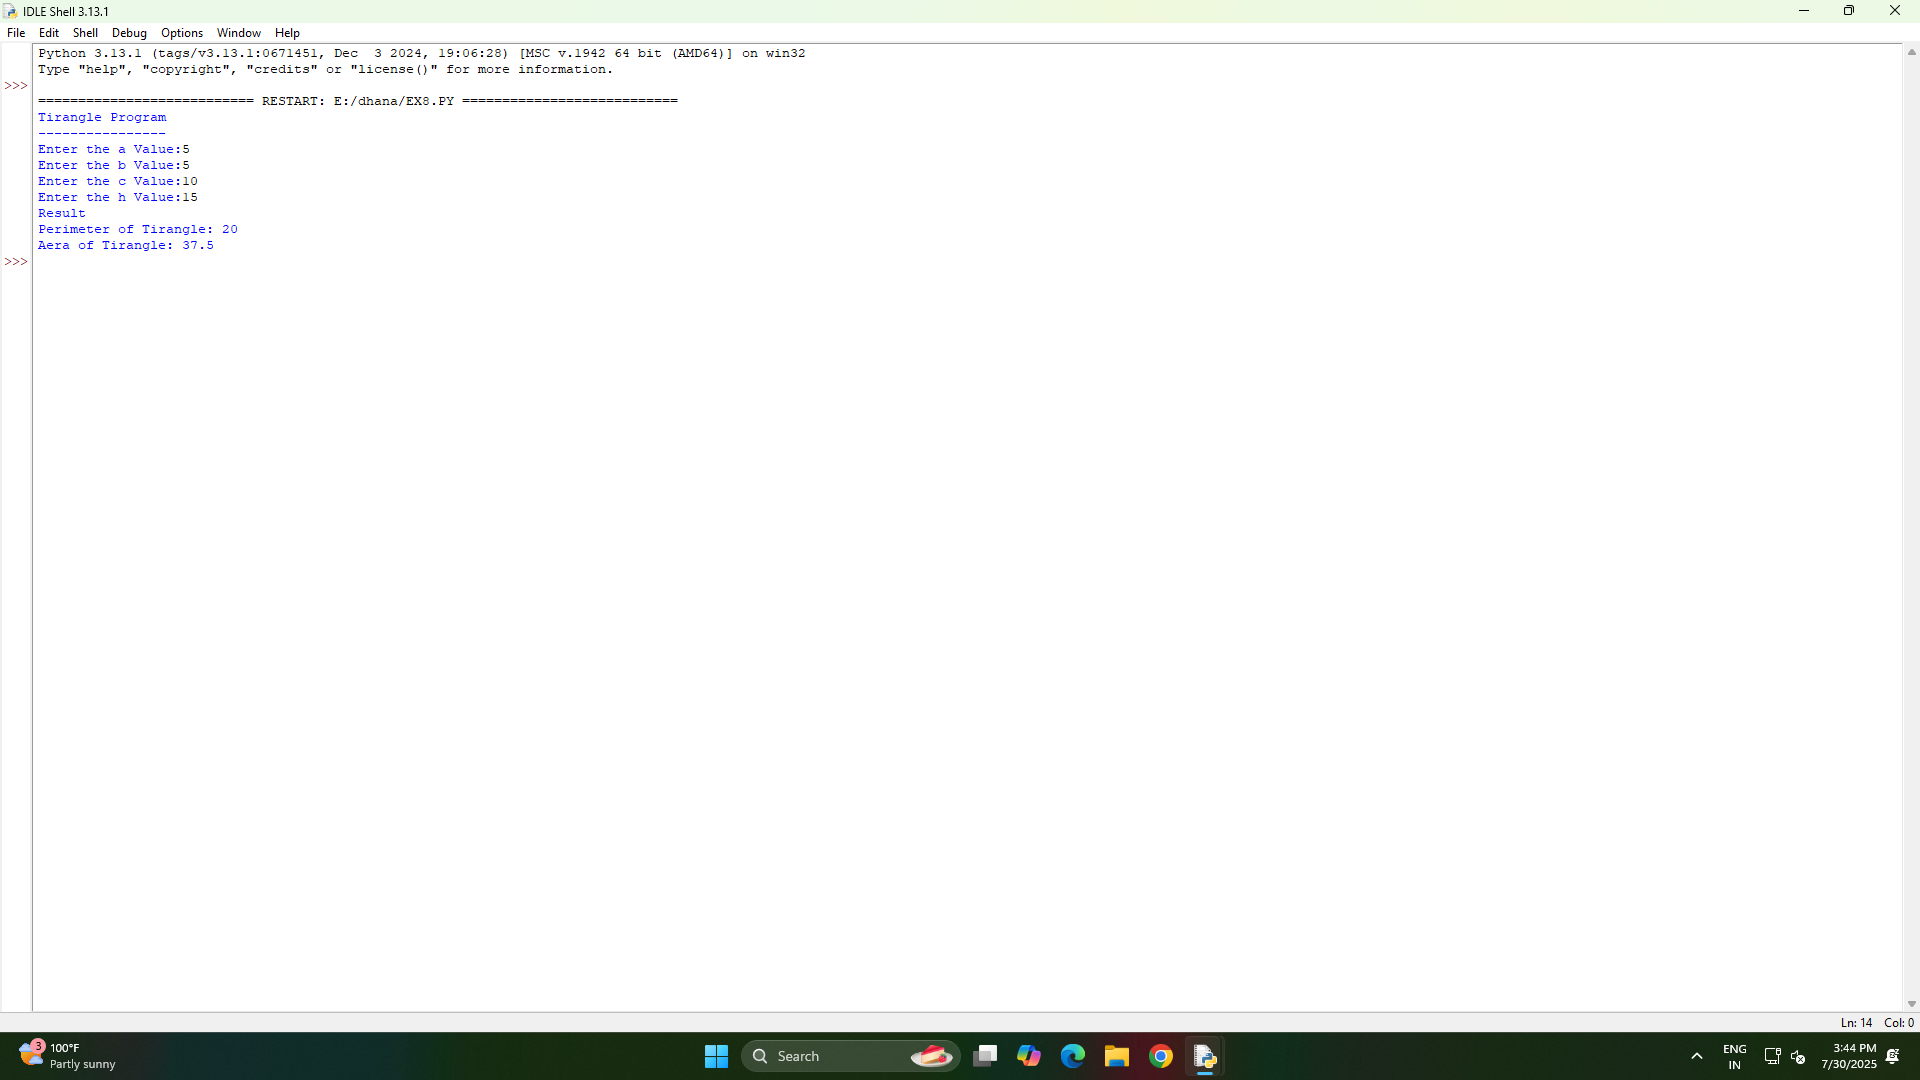 IDLE Shell 3.13.1
File Edit Shell Debug Options Window Help
Python 3.13.1 (tags/v3.13.1:0671451, Dec  3 2024, 19:06:28) [MSC v.1942 64 bit (AMD64)] on win32
Type "help", "copyright", "credits" or "license()" for more information.
>>>
=========================== RESTART: E:/dhana/EX8.PY ===========================
Tirangle Program
----------------
Enter the a Value:5
Enter the b Value:5
Enter the c Value:10
Enter the h Value:15
Result
Perimeter of Tirangle: 20
Aera of Tirangle: 37.5
>>>
Ln: 14 Col: 0
3
100°F
Partly sunny
Search
ENG
IN
3:44 PM
7/30/2025